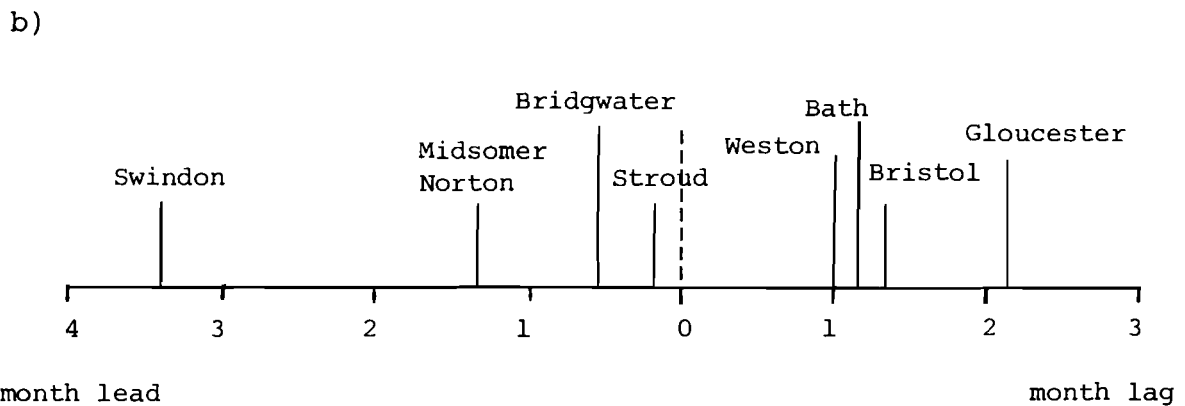 b)
Bridgwater
Bath
Gloucester
Weston
Midsomer
Norton
Swindon
Stroud
Bristol
4 3 2 1 0 1 2 3
month lead month lag